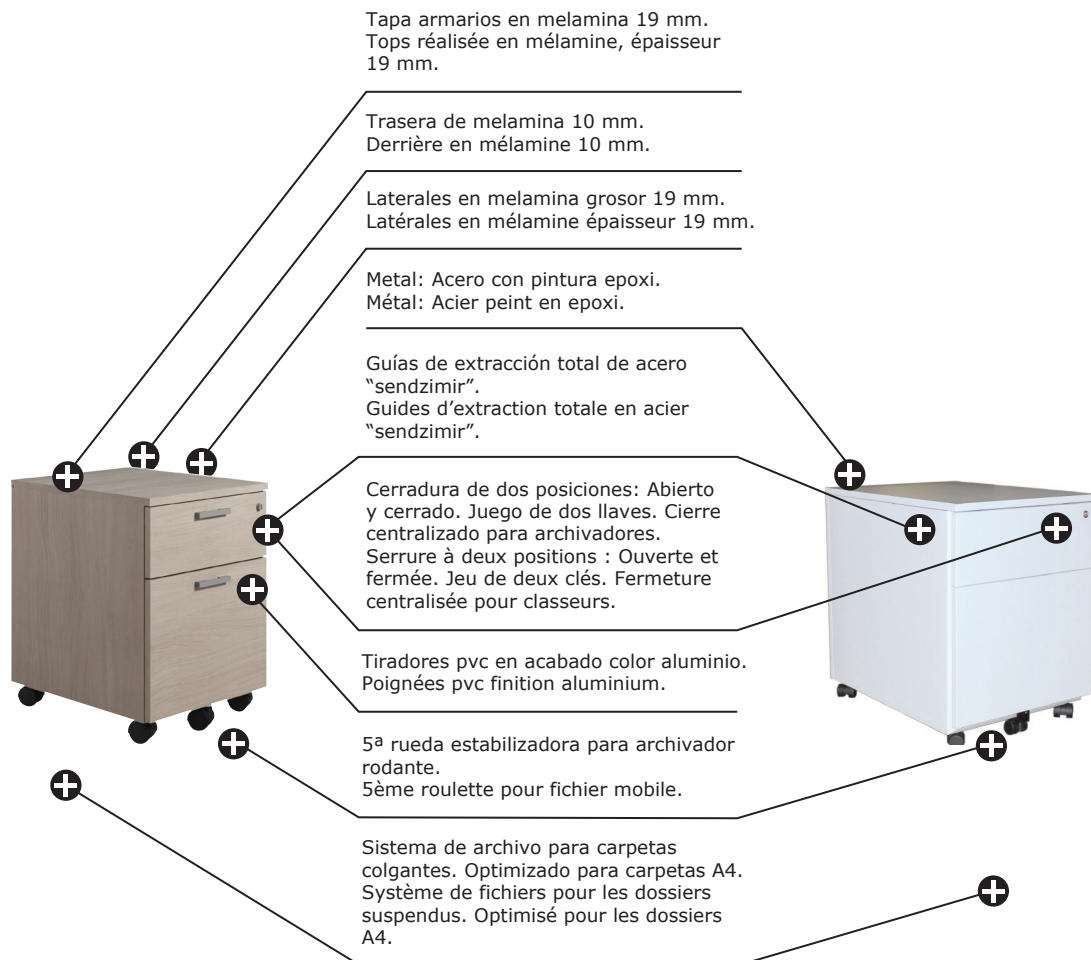 Tapa armarios en melamina 19 mm.
Tops réalisée en mélamine, épaisseur
19 mm.
Trasera de melamina 10 mm.
Derrière en mélamine 10 mm.
Laterales en melamina grosor 19 mm.
Latérales en mélamine épaisseur 19 mm.
Metal: Acero con pintura epoxi.
Métal: Acier peint en epoxi.
Guías de extracción total de acero
“sendzimir”.
Guides d’extraction totale en acier
“sendzimir”.
Cerradura de dos posiciones: Abierto
y cerrado. Juego de dos llaves. Cierre
centralizado para archivadores.
Serrure à deux positions : Ouverte et
fermée. Jeu de deux clés. Fermeture
centralisée pour classeurs.
Tiradores pvc en acabado color aluminio.
Poignées pvc finition aluminium.
5ª rueda estabilizadora para archivador
rodante.
5ème roulette pour fichier mobile.
Sistema de archivo para carpetas
colgantes. Optimizado para carpetas A4.
Système de fichiers pour les dossiers
suspendus. Optimisé pour les dossiers
A4.